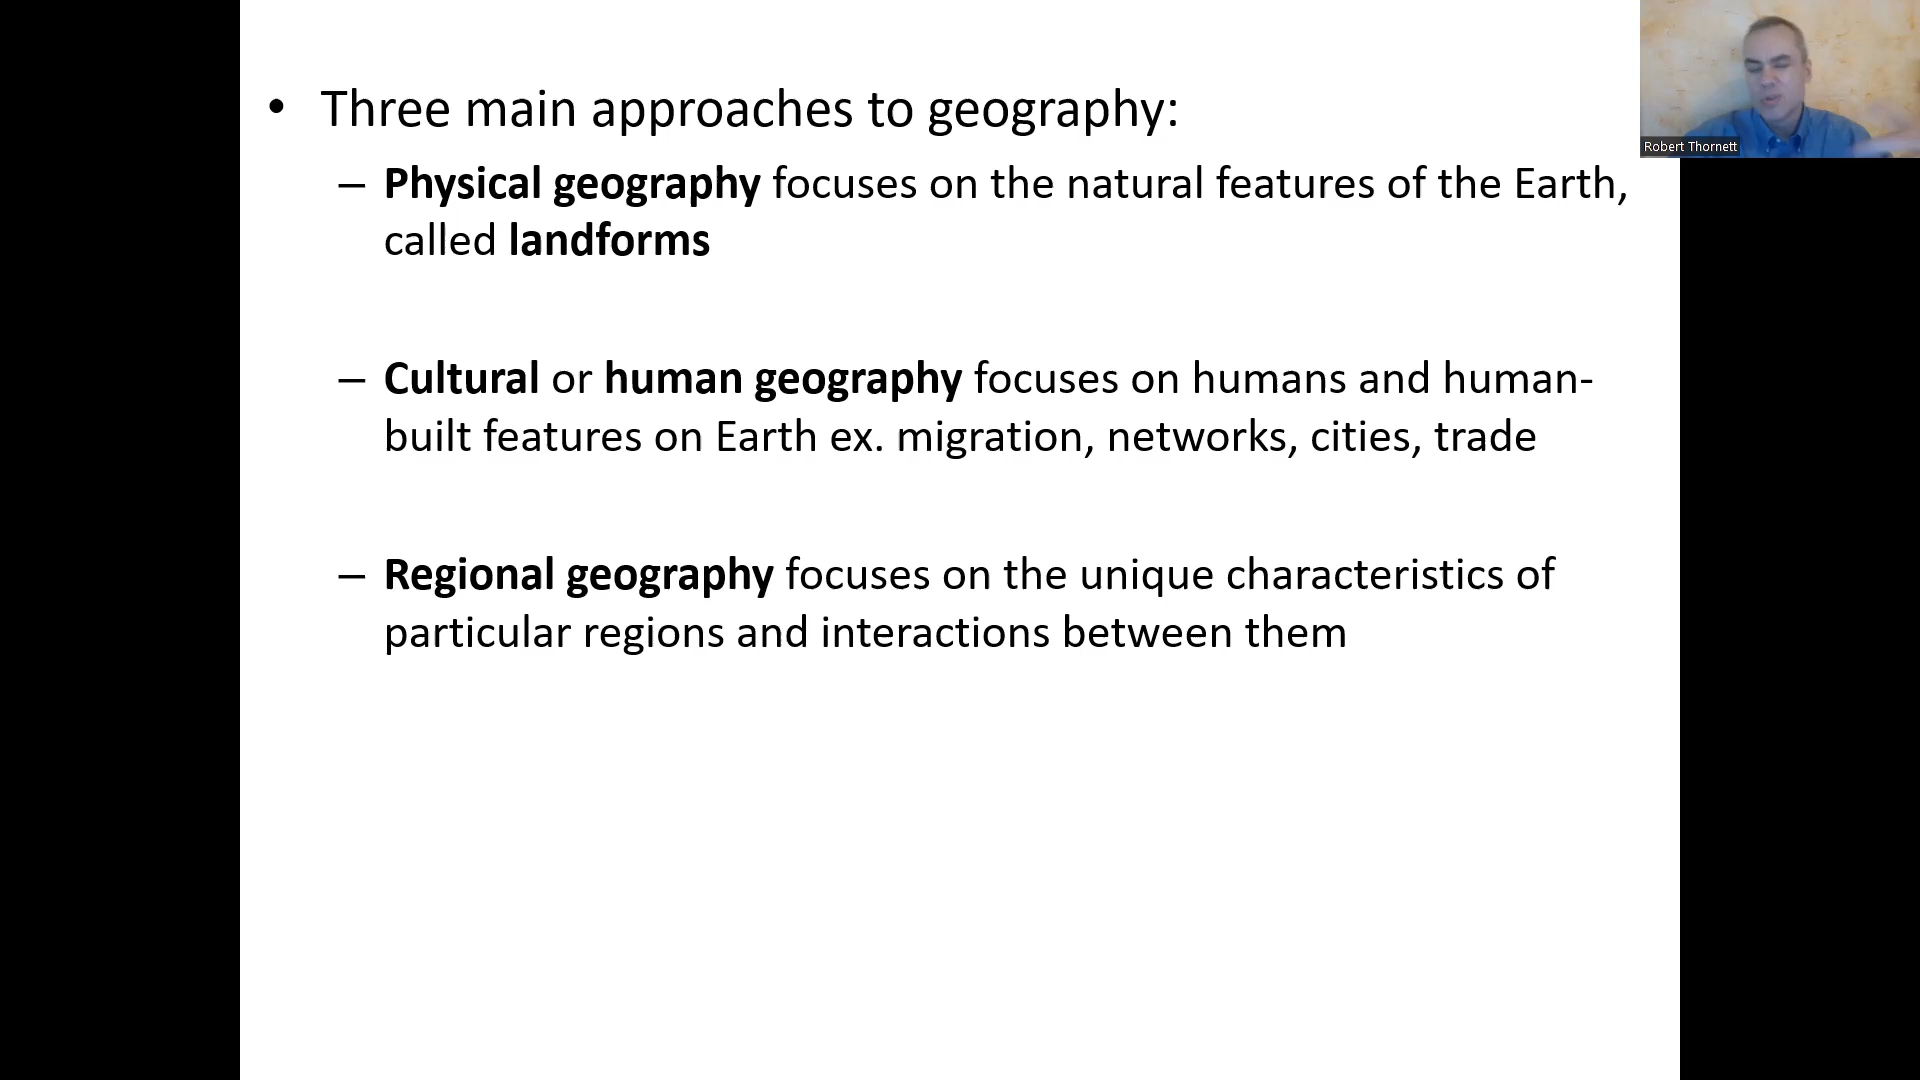 • Three main approaches to geography:
– Physical geography focuses on the natural features of the Earth,
called landforms
– Cultural or human geography focuses on humans and human-
built features on Earth ex. migration, networks, cities, trade
– Regional geography focuses on the unique characteristics of
particular regions and interactions between them
Robert Thornett